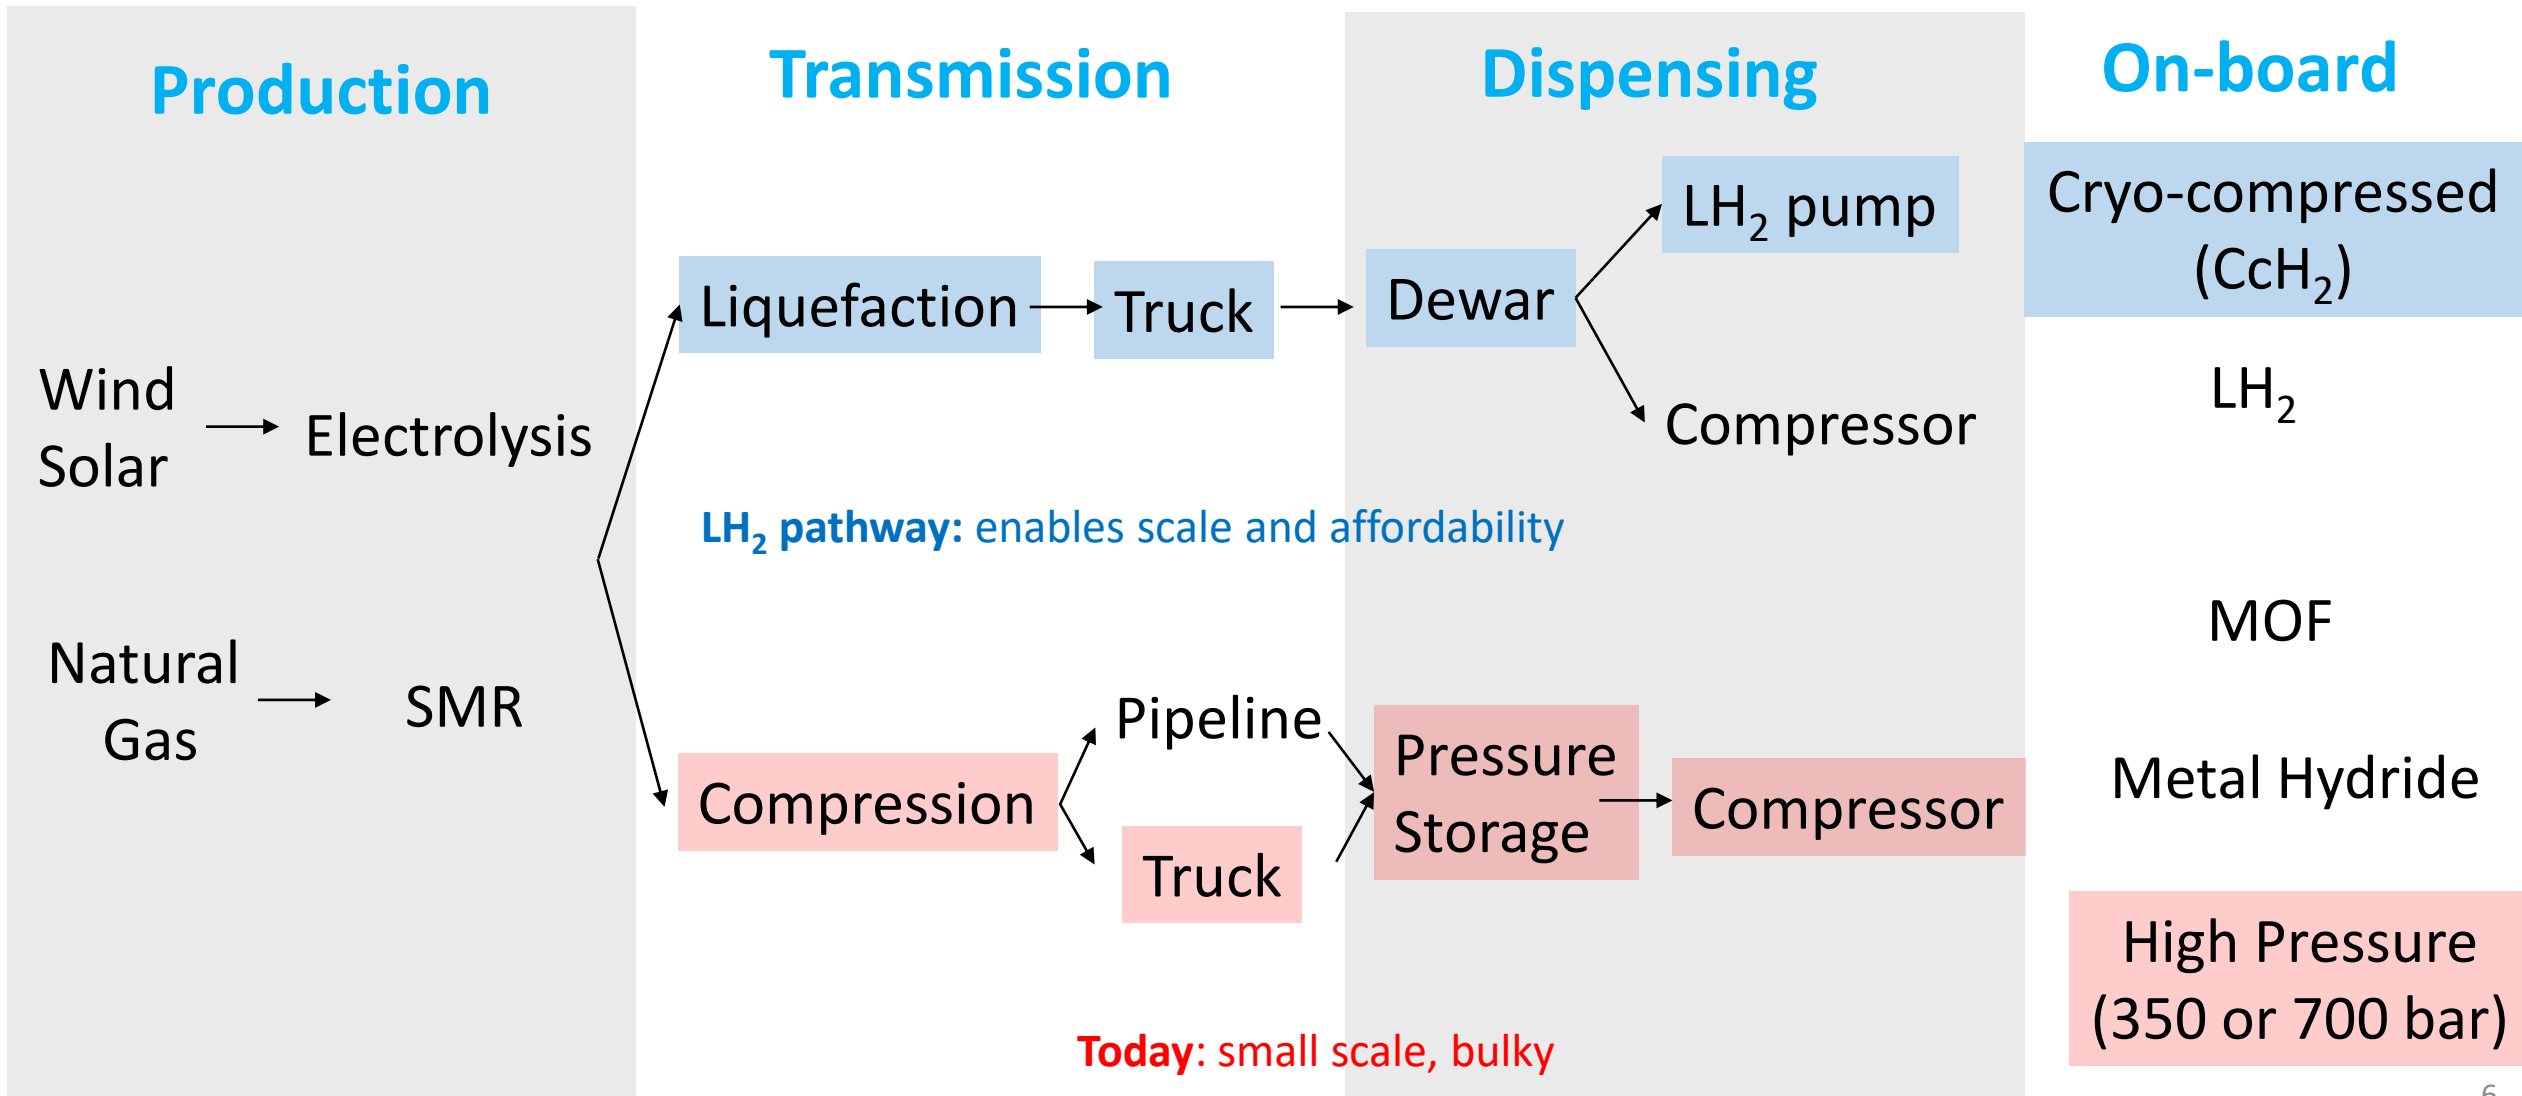 Production
Transmission
Dispensing
On-board
Wind
Solar
Electrolysis
Natural
Gas
SMR
Liquefaction
Truck
Dewar
LH₂ pump
Compressor
LH₂ pathway: enables scale and affordability
Compression
Pipeline
Truck
Pressure
Storage
Compressor
Today: small scale, bulky
Cryo-compressed
(CcH₂)
LH₂
MOF
Metal Hydride
High Pressure
(350 or 700 bar)
6